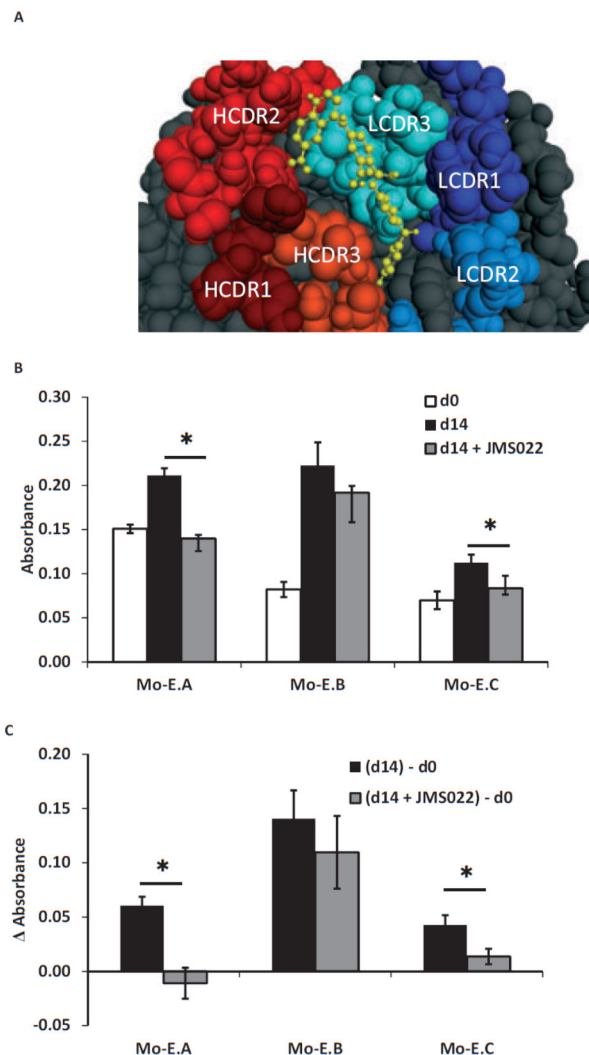 A
HCDR2
LCDR3
LCDR1
HCDR3
LCDR2
HCDR1
B
0.30
d0
d14
d14 + JMS022
0.25
*
0.20
*
0.15
0.10
0.05
0.00
Absorbance
Mo-E.A Mo-E.B Mo-E.C
C
0.20
(d14) - d0
(d14 + JMS022) - d0
0.15
0.10
*
*
0.05
0.00
-0.05
Δ Absorbance
Mo-E.A Mo-E.B Mo-E.C